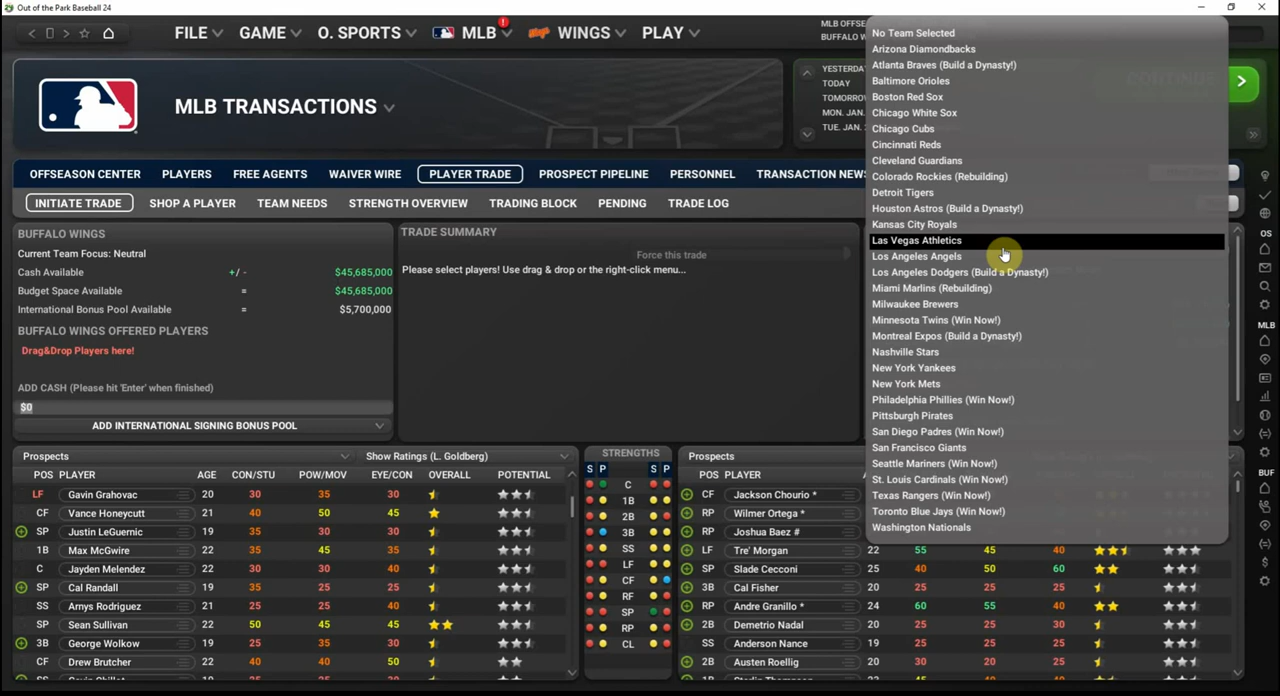 Out of the Park Baseball 24
FILE GAME O. SPORTS MLB ! WINGS PLAY
MLB OFFSE
BUFFALO W
MLB TRANSACTIONS
YESTERDA
TODAY
TOMORRO
MON. JAN.
TUE. JAN.
CONTINUE
OFFSEASON CENTER PLAYERS FREE AGENTS WAIVER WIRE PLAYER TRADE PROSPECT PIPELINE PERSONNEL TRANSACTION NEWS
INITIATE TRADE SHOP A PLAYER TEAM NEEDS STRENGTH OVERVIEW TRADING BLOCK PENDING TRADE LOG
BUFFALO WINGS
Current Team Focus: Neutral
Cash Available +/- $45,685,000
Budget Space Available = $45,685,000
International Bonus Pool Available = $5,700,000
BUFFALO WINGS OFFERED PLAYERS
Drag&Drop Players here!
ADD CASH (Please hit 'Enter' when finished)
$0
ADD INTERNATIONAL SIGNING BONUS POOL
TRADE SUMMARY
Force this trade
Please select players! Use drag & drop or the right-click menu...
No Team Selected
Arizona Diamondbacks
Atlanta Braves (Build a Dynasty!)
Baltimore Orioles
Boston Red Sox
Chicago White Sox
Chicago Cubs
Cincinnati Reds
Cleveland Guardians
Colorado Rockies (Rebuilding)
Detroit Tigers
Houston Astros (Build a Dynasty!)
Kansas City Royals
Las Vegas Athletics
Los Angeles Angels
Los Angeles Dodgers (Build a Dynasty!)
Miami Marlins (Rebuilding)
Milwaukee Brewers
Minnesota Twins (Win Now!)
Montreal Expos (Build a Dynasty!)
Nashville Stars
New York Yankees
New York Mets
Philadelphia Phillies (Win Now!)
Pittsburgh Pirates
San Diego Padres (Win Now!)
San Francisco Giants
Seattle Mariners (Win Now!)
St. Louis Cardinals (Win Now!)
Texas Rangers (Win Now!)
Toronto Blue Jays (Win Now!)
Washington Nationals
OS
MLB
BUF
Prospects Show Ratings (L. Goldberg)
POS PLAYER AGE CON/STU POW/MOV EYE/CON OVERALL POTENTIAL
LF Gavin Grahovac 20 30 35 30
CF Vance Honeycutt 21 40 50 45
SP Justin LeGuernic 19 35 30 30
1B Max McGwire 22 35 45 35
C Jayden Melendez 22 30 30 40
SP Cal Randall 19 35 25 25
SS Arnys Rodriguez 21 25 25 40
SP Sean Sullivan 22 50 45 45
3B George Wolkow 19 25 35 30
CF Drew Brutcher 22 40 40 50
STRENGTHS
S P S P
C
1B
2B
3B
SS
LF
CF
RF
SP
RP
CL
Prospects
POS PLAYER
CF Jackson Chourio *
RP Wilmer Ortega *
RP Joshua Baez #
LF Tre' Morgan 22 55 45 40
SP Slade Cecconi 25 40 50 60
3B Cal Fisher 20 25 25 25
RP Andre Granillo * 24 60 55 40
2B Demetrio Nadal 20 25 25 30
SS Anderson Nance 19 25 25 25
2B Austen Roellig 20 30 20 25